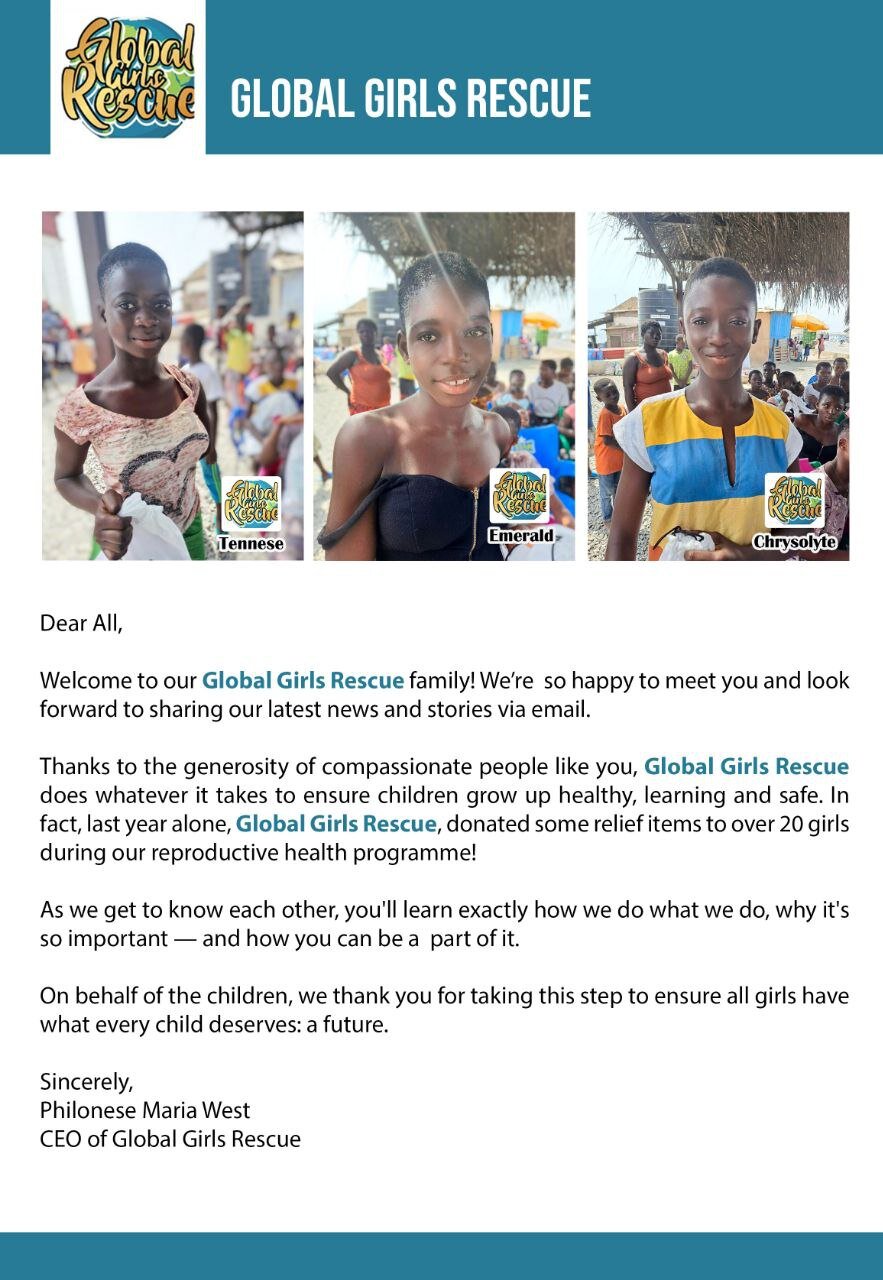 Global
Girls
Rescue
GLOBAL GIRLS RESCUE
Global
Girls
Rescue
Tennese
Global
Girls
Rescue
Emerald
Global
Girls
Rescue
Chrysolyte
Dear All,
Welcome to our Global Girls Rescue family! We’re  so happy to meet you and look
forward to sharing our latest news and stories via email.
Thanks to the generosity of compassionate people like you, Global Girls Rescue
does whatever it takes to ensure children grow up healthy, learning and safe. In
fact, last year alone, Global Girls Rescue, donated some relief items to over 20 girls
during our reproductive health programme!
As we get to know each other, you'll learn exactly how we do what we do, why it's
so important — and how you can be a  part of it.
On behalf of the children, we thank you for taking this step to ensure all girls have
what every child deserves: a future.
Sincerely,
Philonese Maria West
CEO of Global Girls Rescue